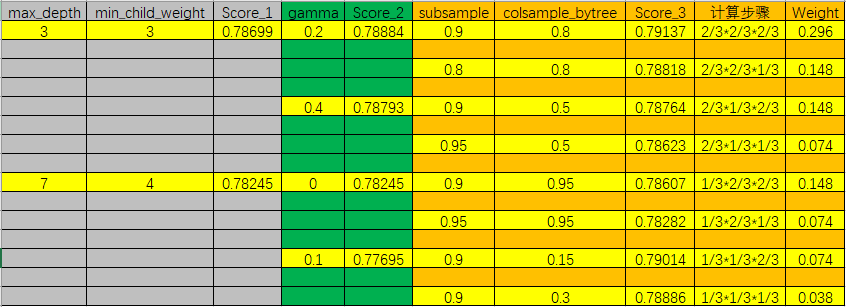 max_depth min_child_weight Score_1 gamma Score_2 subsample colsample_bytree Score_3 计算步骤 Weight
3 3 0.78699 0.2 0.78884 0.9 0.8 0.79137 2/3*2/3*2/3 0.296
0.8 0.8 0.78818 2/3*2/3*1/3 0.148
0.4 0.78793 0.9 0.5 0.78764 2/3*1/3*2/3 0.148
0.95 0.5 0.78623 2/3*1/3*1/3 0.074
7 4 0.78245 0 0.78245 0.9 0.95 0.78607 1/3*2/3*2/3 0.148
0.95 0.95 0.78282 1/3*2/3*1/3 0.074
0.1 0.77695 0.9 0.15 0.79014 1/3*1/3*2/3 0.074
0.9 0.3 0.78886 1/3*1/3*1/3 0.038